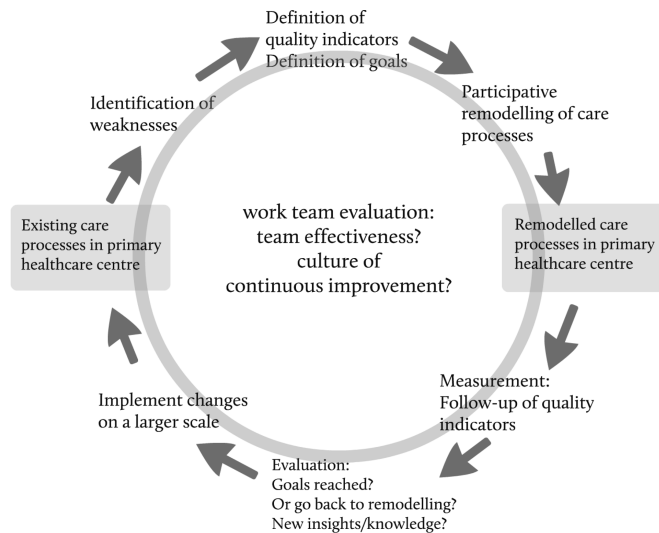 Definition of
quality indicators
Definition of goals
Participative
remodelling of care
processes
Remodelled care
processes in primary
healthcare centre
Measurement:
Follow-up of quality
indicators
Evaluation:
Goals reached?
Or go back to remodelling?
New insights/knowledge?
Implement changes
on a larger scale
Existing care
processes in primary
healthcare centre
Identification of
weaknesses
work team evaluation:
team effectiveness?
culture of
continuous improvement?